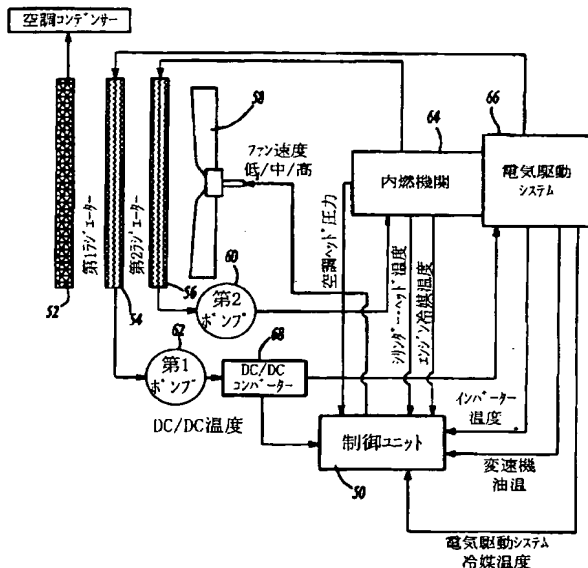 空調コンデンサー
52
第1ラジエーター
54
第2ラジエーター
56
58
ファン速度
低/中/高
60
第2
ポンプ
62
第1
ポンプ
68
DC/DC
コンバーター
DC/DC温度
64
内燃機関
66
電気駆動
システム
空調ヘッド圧力
シリンダーヘッド温度
エンジン冷媒温度
制御ユニット
50
インバーター
温度
変速機
油温
電気駆動システム
冷媒温度